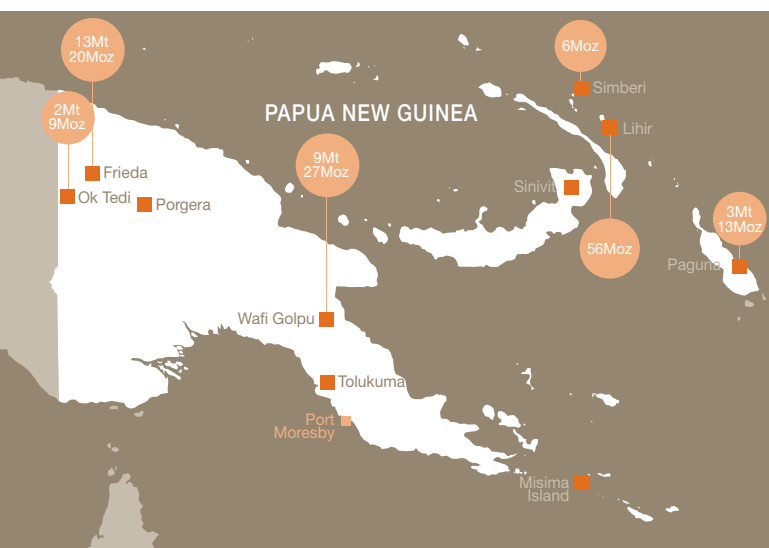 13Mt
20Moz
6Moz
Simberi
2Mt
9Moz
PAPUA NEW GUINEA
Lihir
9Mt
27Moz
Frieda
Sinivit
Ok Tedi
Porgera
3Mt
13Moz
56Moz
Paguna
Wafi Golpu
Tolukuma
Port
Moresby
Misima
Island